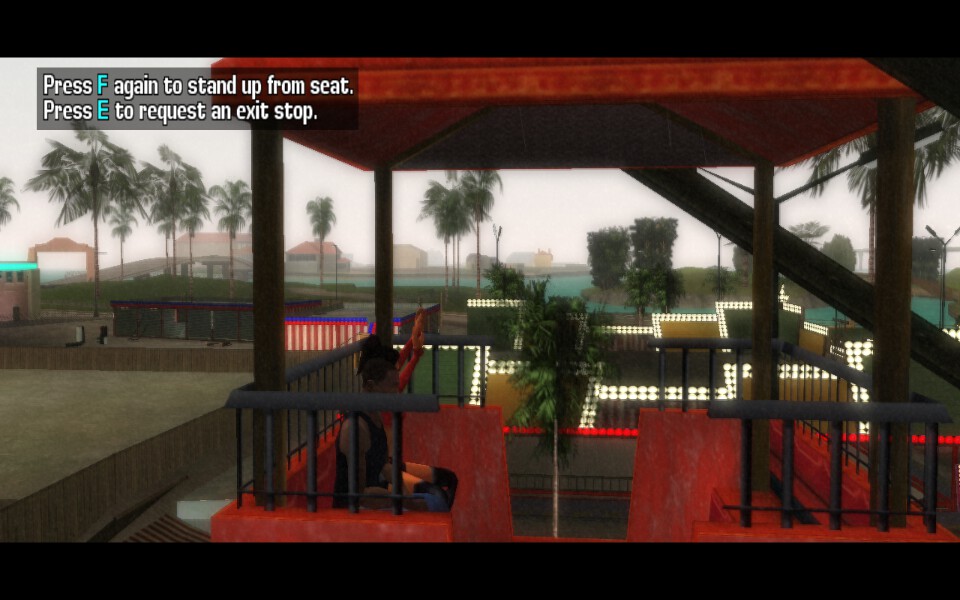 Press F again to stand up from seat.
Press E to request an exit stop.